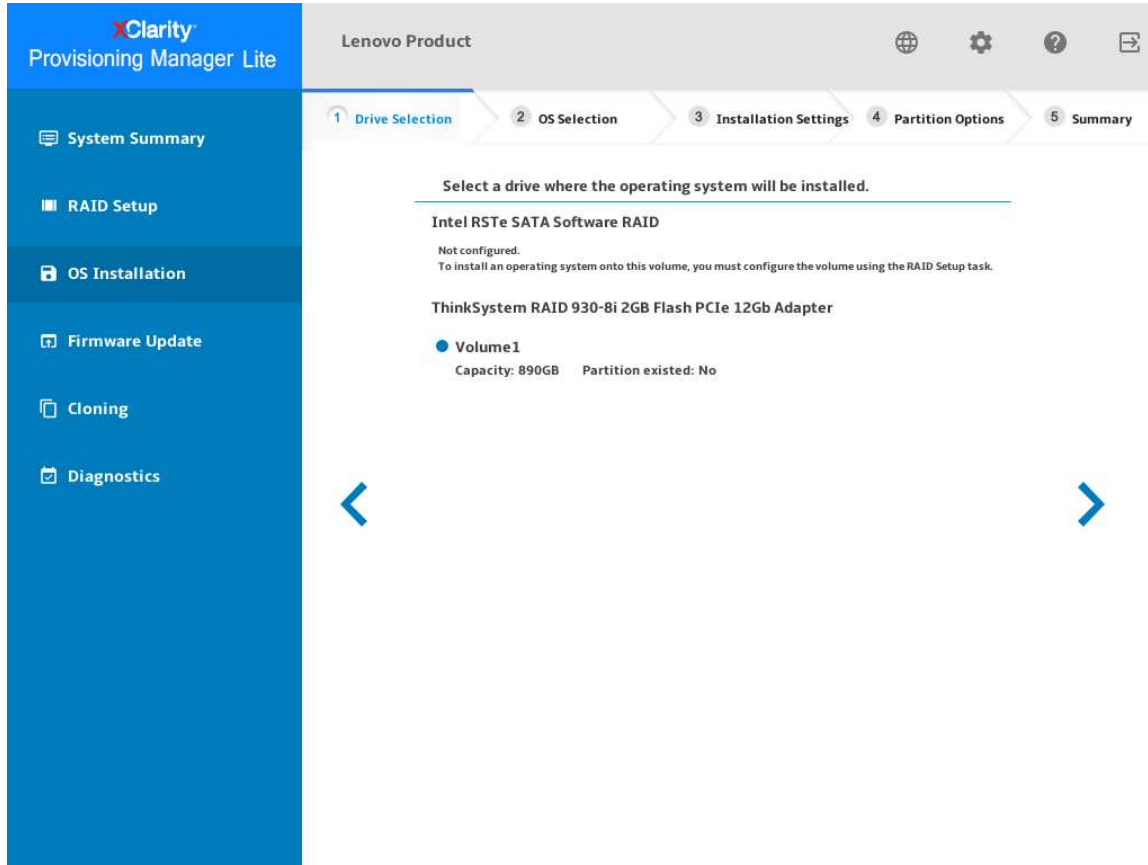 XClarity
Provisioning Manager Lite
Lenovo Product
System Summary
RAID Setup
OS Installation
Firmware Update
Cloning
Diagnostics
1 Drive Selection
2 OS Selection
3 Installation Settings
4 Partition Options
5 Summary
Select a drive where the operating system will be installed.
Intel RSTe SATA Software RAID
Not configured.
To install an operating system onto this volume, you must configure the volume using the RAID Setup task.
ThinkSystem RAID 930-8i 2GB Flash PCIe 12Gb Adapter
Volume1
Capacity: 890GB Partition existed: No